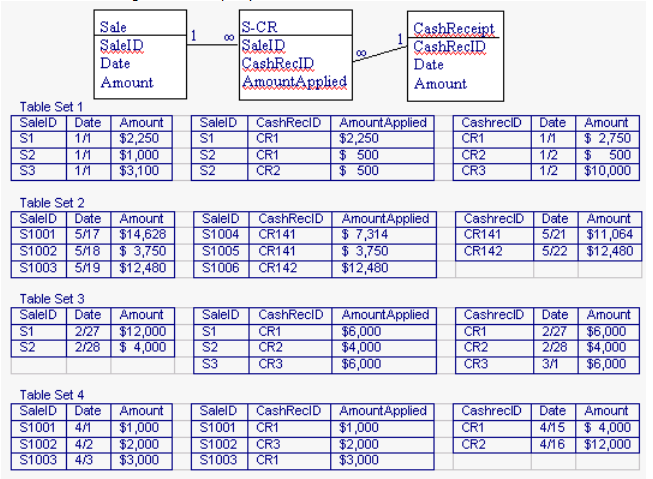 Sale
SaleID
Date
Amount
1 ∞
S-CR
SaleID
CashRecID
AmountApplied
∞ 1
CashReceipt
CashRecID
Date
Amount
Table Set 1
SaleID Date Amount SaleID CashRecID AmountApplied CashrecID Date Amount
S1 1/1 $2,250 S1 CR1 $2,250 CR1 1/1 $ 2,750
S2 1/1 $1,000 S2 CR1 $ 500 CR2 1/2 $ 500
S3 1/1 $3,100 S2 CR2 $ 500 CR3 1/2 $10,000
Table Set 2
SaleID Date Amount SaleID CashRecID AmountApplied CashrecID Date Amount
S1001 5/17 $14,628 S1004 CR141 $ 7,314 CR141 5/21 $11,064
S1002 5/18 $ 3,750 S1005 CR141 $ 3,750 CR142 5/22 $12,480
S1003 5/19 $12,480 S1006 CR142 $12,480
Table Set 3
SaleID Date Amount SaleID CashRecID AmountApplied CashrecID Date Amount
S1 2/27 $12,000 S1 CR1 $6,000 CR1 2/27 $6,000
S2 2/28 $ 4,000 S2 CR2 $4,000 CR2 2/28 $4,000
S3 CR3 $6,000 CR3 3/1 $6,000
Table Set 4
SaleID Date Amount SaleID CashRecID AmountApplied CashrecID Date Amount
S1001 4/1 $1,000 S1001 CR1 $1,000 CR1 4/15 $ 4,000
S1002 4/2 $2,000 S1002 CR3 $2,000 CR2 4/16 $12,000
S1003 4/3 $3,000 S1003 CR1 $3,000